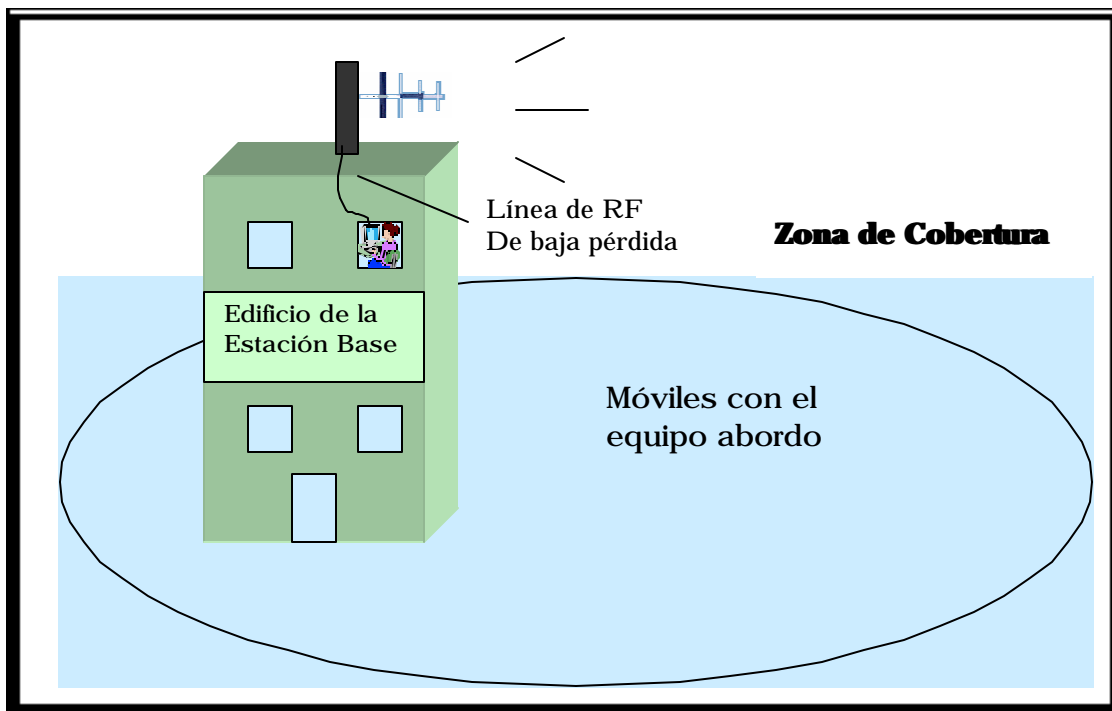 Línea de RF
De baja pérdida
Zona de Cobertura
Edificio de la
Estación Base
Móviles con el
equipo abordo